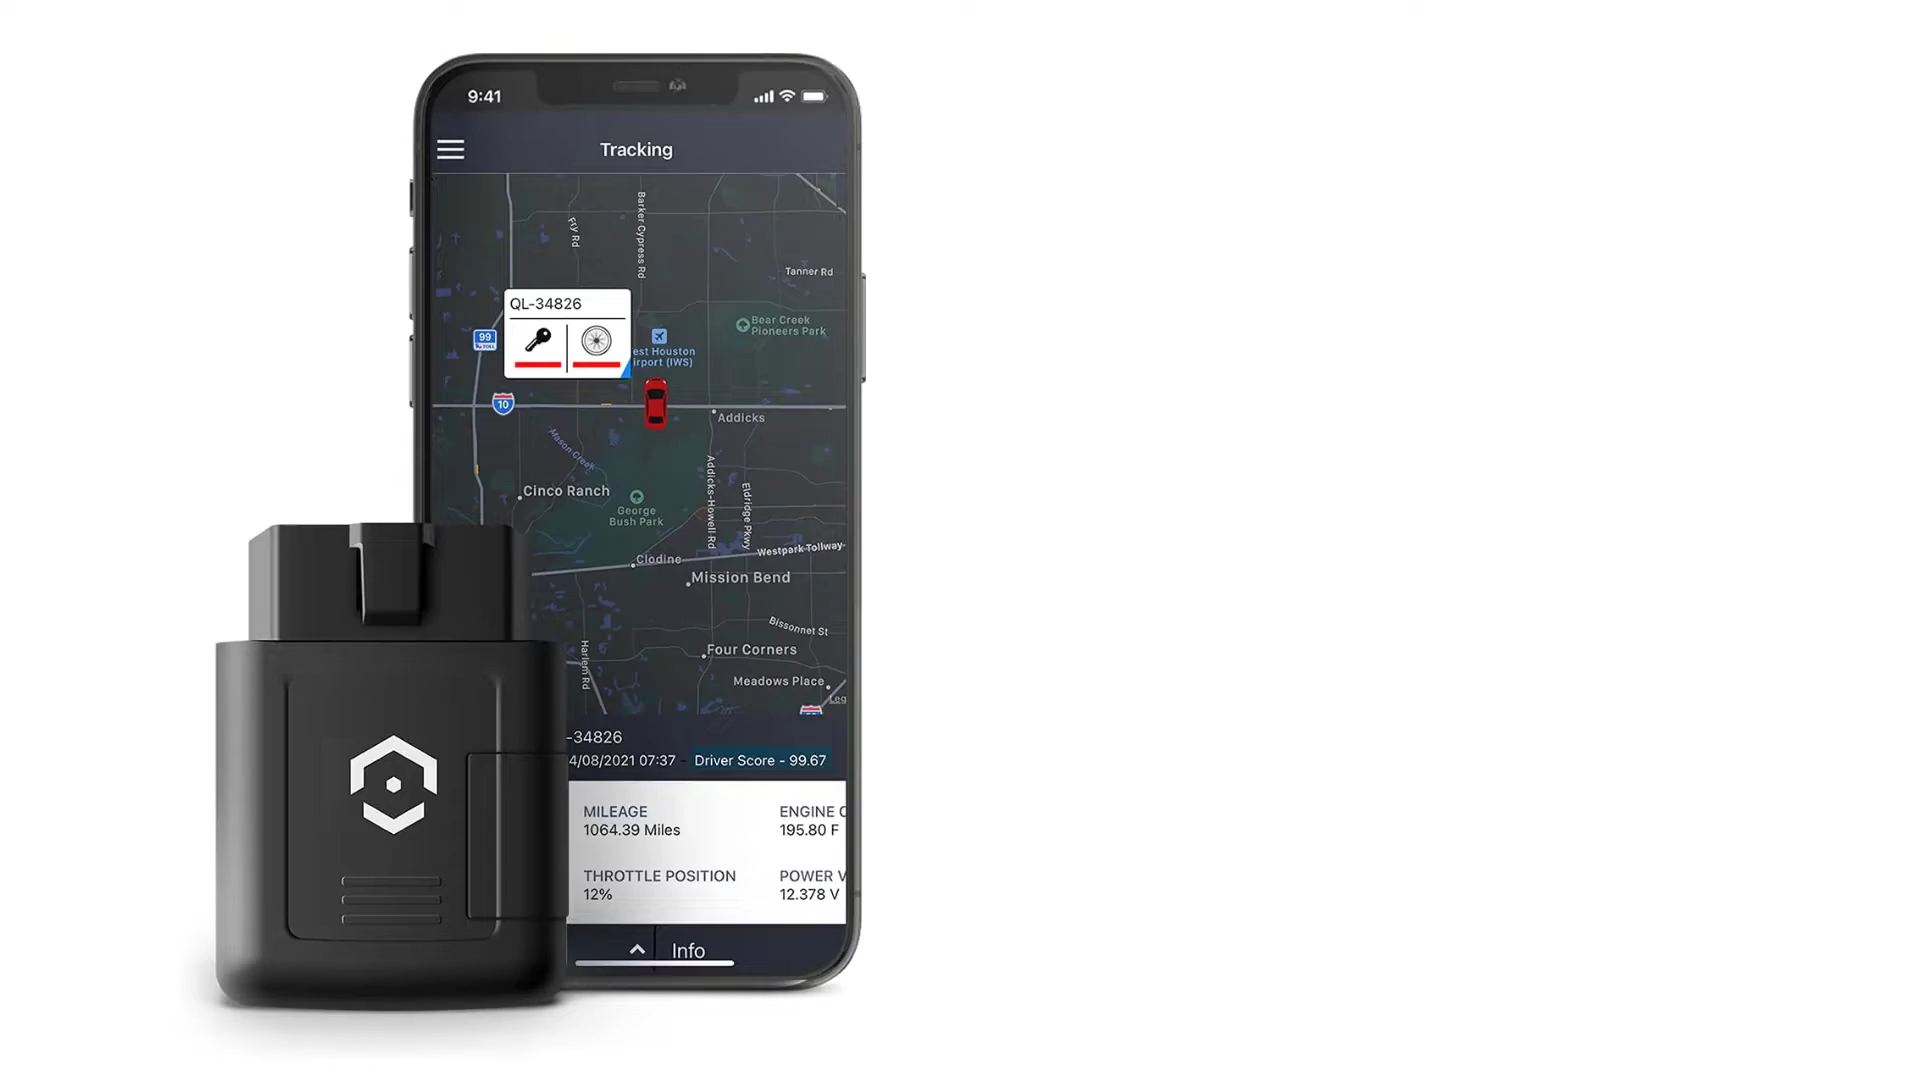 9:41
Tracking
Fry Rd
Barker Cypress Rd
Tanner Rd
QL-34826
Bear Creek
Pioneers Park
99
est Houston
irport (IWS)
10
Addicks
Mason Creek
Addicks-Howell Rd
Eldridge Pkwy
Cinco Ranch
George
Bush Park
Clodine
Westpark Tollway
Mission Bend
Bissonnet St
Harlem Rd
Four Corners
Meadows Place
Leg
-34826
4/08/2021 07:37 - Driver Score - 99.67
MILEAGE
1064.39 Miles
ENGINE C
195.80 F
THROTTLE POSITION
12%
POWER V
12.378 V
Info